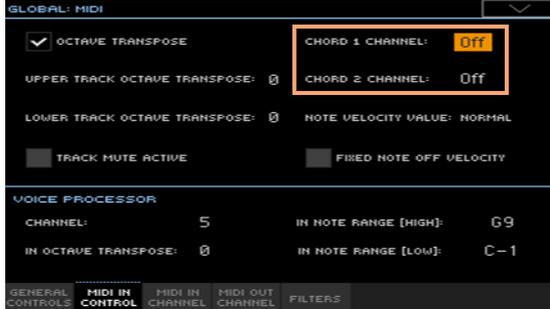 GLOBAL: MIDI
OCTAVE TRANSPOSE
CHORD 1 CHANNEL: Off
UPPER TRACK OCTAVE TRANSPOSE: 0
CHORD 2 CHANNEL: Off
LOWER TRACK OCTAVE TRANSPOSE: 0
NOTE VELOCITY VALUE: NORMAL
TRACK MUTE ACTIVE
FIXED NOTE OFF VELOCITY
VOICE PROCESSOR
CHANNEL: 5
IN NOTE RANGE [HIGH]: G9
IN OCTAVE TRANSPOSE: 0
IN NOTE RANGE [LOW]: C-1
GENERAL CONTROLS
MIDI IN CONTROL
MIDI IN CHANNEL
MIDI OUT CHANNEL
FILTERS